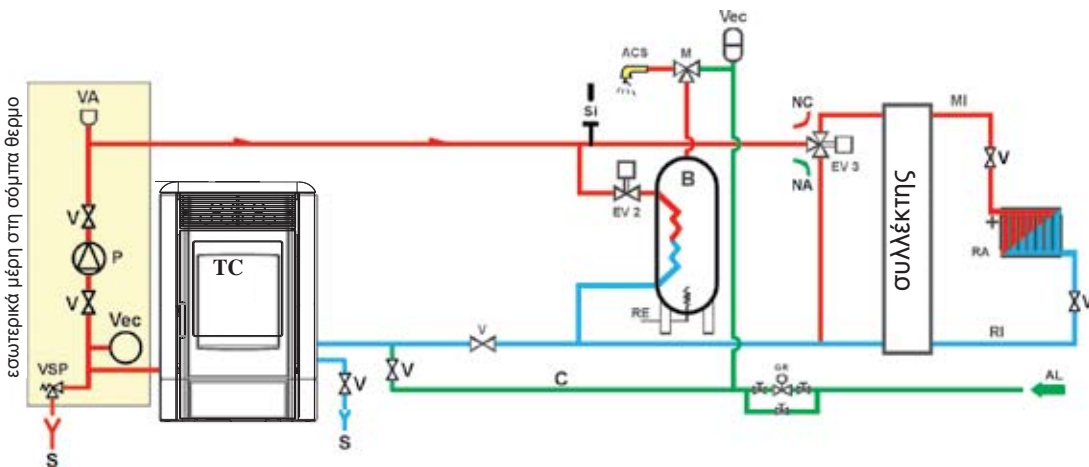 εσωτερικά μέρη στη σόμπα θερμο
VA
V
P
V
Vec
VSP
S
TC
V
S
V
C
Si
ACS
M
Vec
EV 2
B
RE
NC
NA
EV 3
συλλέκτης
MI
V
RA
V
RI
GR
AL